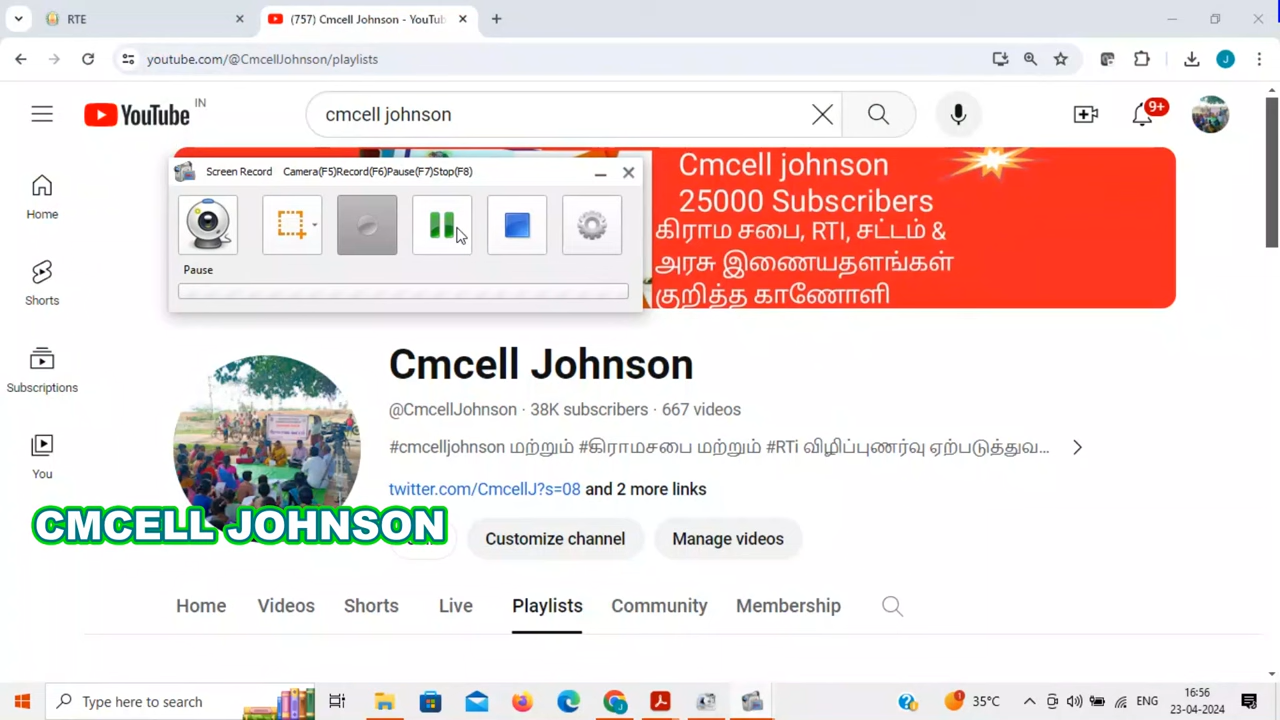 RTE
(757) Cmcell Johnson - YouTub
youtube.com/@CmcellJohnson/playlists
J
YouTube IN
cmcell johnson
9+
Screen Record Camera(F5)Record(F6)Pause(F7)Stop(F8)
Pause
Cmcell johnson
25000 Subscribers
கிராம சபை, RTI, சட்டம் &
அரசு இணையதளங்கள்
குறித்த காணோளி
Home
Shorts
Subscriptions
You
Cmcell Johnson
@CmcellJohnson · 38K subscribers · 667 videos
#cmcelljohnson மற்றும் #கிராமசபை மற்றும் #RTi விழிப்புணர்வு ஏற்படுத்துவ...
twitter.com/CmcellJ?s=08 and 2 more links
CMCELL JOHNSON
Customize channel
Manage videos
Home Videos Shorts Live Playlists Community Membership
Type here to search
1
35°C
ENG
16:56
23-04-2024